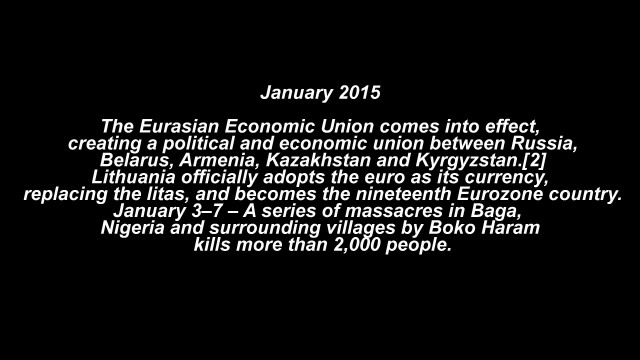 January 2015
The Eurasian Economic Union comes into effect,
creating a political and economic union between Russia,
Belarus, Armenia, Kazakhstan and Kyrgyzstan.[2]
Lithuania officially adopts the euro as its currency,
replacing the litas, and becomes the nineteenth Eurozone country.
January 3–7 – A series of massacres in Baga,
Nigeria and surrounding villages by Boko Haram
kills more than 2,000 people.